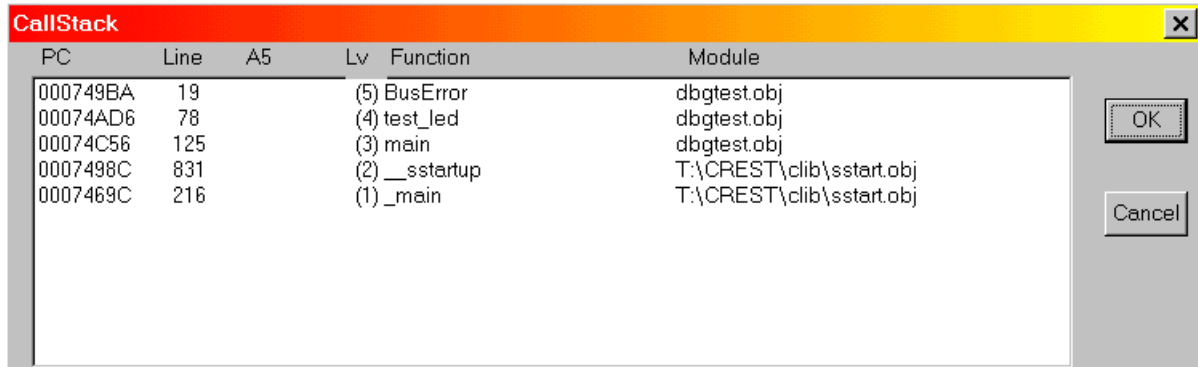 CallStack
PC Line A5 Lv Function Module
000749BA 19 (5) BusError dbgtest.obj
00074AD6 78 (4) test_led dbgtest.obj
00074C56 125 (3) main dbgtest.obj
0007498C 831 (2) __sstartup T:\CREST\clib\sstart.obj
0007469C 216 (1) _main T:\CREST\clib\sstart.obj
OK
Cancel